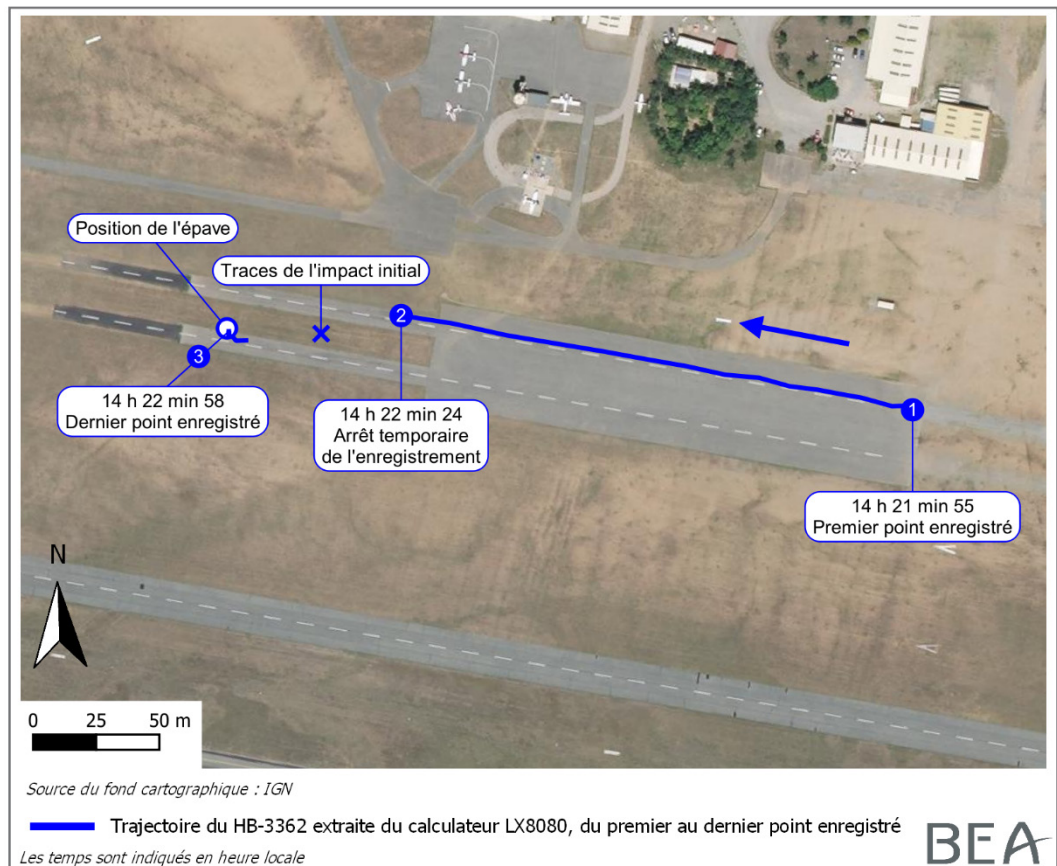 Position de l'épave
Traces de l'impact initial
2
3
1
14 h 22 min 58
Dernier point enregistré
14 h 22 min 24
Arrêt temporaire
de l'enregistrement
14 h 21 min 55
Premier point enregistré
N
0 25 50 m
Source du fond cartographique : IGN
Trajectoire du HB-3362 extraite du calculateur LX8080, du premier au dernier point enregistré
Les temps sont indiqués en heure locale
BEA